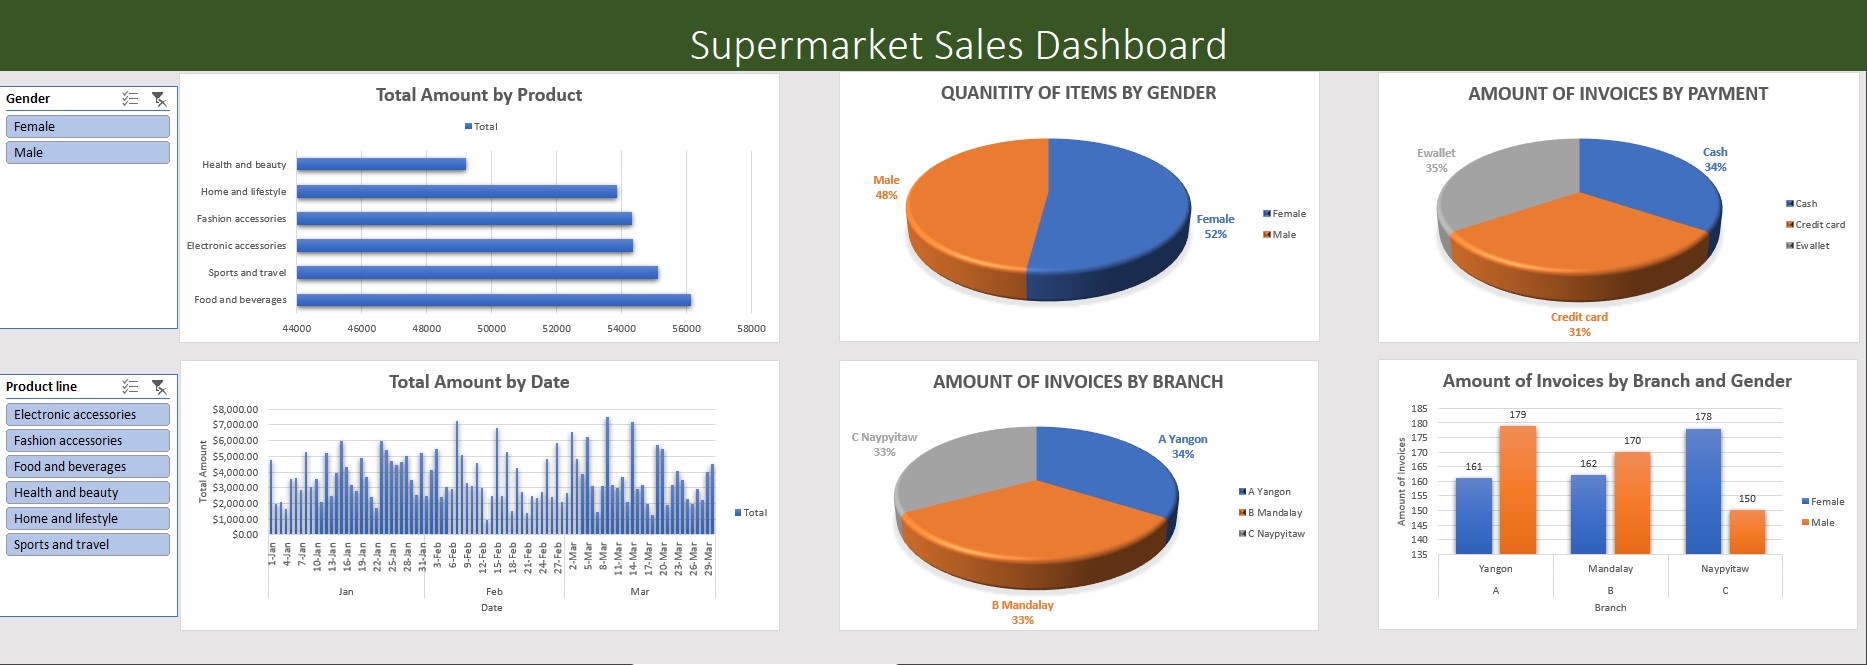 Supermarket Sales Dashboard
Gender
Female
Male
Total Amount by Product
Total
Health and beauty
Home and lifestyle
Fashion accessories
Electronic accessories
Sports and travel
Food and beverages
44000 46000 48000 50000 52000 54000 56000 58000
QUANITITY OF ITEMS BY GENDER
Male
48%
Female
52%
Female
Male
AMOUNT OF INVOICES BY PAYMENT
Ewallet
35%
Cash
34%
Credit card
31%
Cash
Credit card
Ewallet
Product line
Electronic accessories
Fashion accessories
Food and beverages
Health and beauty
Home and lifestyle
Sports and travel
Total Amount by Date
Total Amount
$8,000.00
$7,000.00
$6,000.00
$5,000.00
$4,000.00
$3,000.00
$2,000.00
$1,000.00
$0.00
1-Jan 4-Jan 7-Jan 10-Jan 13-Jan 16-Jan 19-Jan 22-Jan 25-Jan 28-Jan 31-Jan 3-Feb 6-Feb 9-Feb 12-Feb 15-Feb 18-Feb 21-Feb 24-Feb 27-Feb 2-Mar 5-Mar 8-Mar 11-Mar 14-Mar 17-Mar 20-Mar 23-Mar 26-Mar 29-Mar
Jan Feb Mar
Date
Total
AMOUNT OF INVOICES BY BRANCH
C Naypyitaw
33%
A Yangon
34%
B Mandalay
33%
A Yangon
B Mandalay
C Naypyitaw
Amount of Invoices by Branch and Gender
Amount of Invoices
185
180
175
170
165
160
155
150
145
140
135
161 179 162 170 178 150
Yangon Mandalay Naypyitaw
A B C
Branch
Female
Male